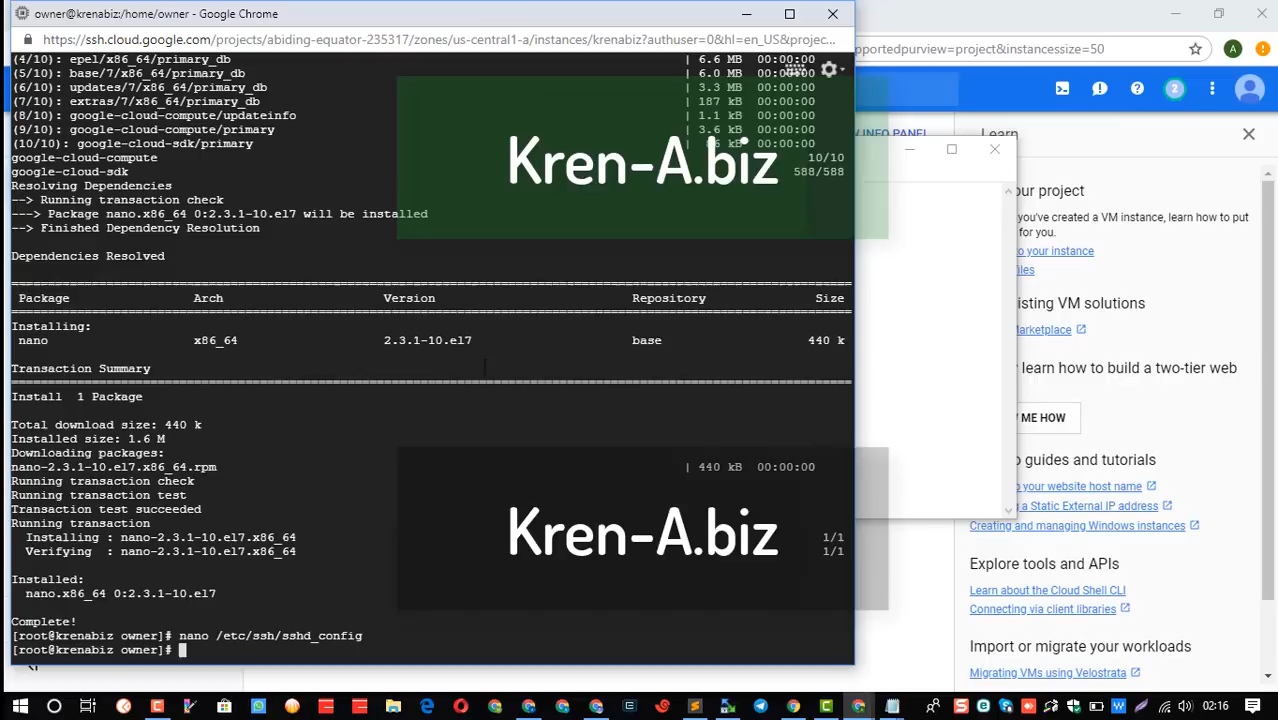 owner@krenabiz:/home/owner - Google Chrome
https://ssh.cloud.google.com/projects/abiding-equator-235317/zones/us-central1-a/instances/krenabiz?authuser=0&hl=en_US&projec...
pportedpurview=project&instancessize=50
A
2
(4/10): epel/x86_64/primary_db | 6.6 MB 00:00:00
(5/10): base/7/x86_64/primary_db | 6.0 MB 00:00:00
(6/10): updates/7/x86_64/primary_db | 3.3 MB 00:00:00
(7/10): extras/7/x86_64/primary_db | 187 kB 00:00:00
(8/10): google-cloud-compute/updateinfo | 1.1 kB 00:00:00
(9/10): google-cloud-compute/primary | 3.6 kB 00:00:00
(10/10): google-cloud-sdk/primary | 86 kB 00:00:00
google-cloud-compute 10/10
google-cloud-sdk 588/588
Resolving Dependencies
--> Running transaction check
---> Package nano.x86_64 0:2.3.1-10.el7 will be installed
--> Finished Dependency Resolution
Dependencies Resolved
Package Arch Version Repository Size
Installing:
nano x86_64 2.3.1-10.el7 base 440 k
Transaction Summary
Install 1 Package
Total download size: 440 k
Installed size: 1.6 M
Downloading packages:
nano-2.3.1-10.el7.x86_64.rpm | 440 kB 00:00:00
Running transaction check
Running transaction test
Transaction test succeeded
Running transaction
Installing : nano-2.3.1-10.el7.x86_64 1/1
Verifying : nano-2.3.1-10.el7.x86_64 1/1
Installed:
nano.x86_64 0:2.3.1-10.el7
Complete!
[root@krenabiz owner]# nano /etc/ssh/sshd_config
[root@krenabiz owner]#
Kren-A.biz
Kren-A.biz
INFO PANEL
Learn
our project
you've created a VM instance, learn how to put
for you.
to your instance
files
isting VM solutions
Marketplace
learn how to build a two-tier web
W ME HOW
o guides and tutorials
o your website host name
g a Static External IP address
Creating and managing Windows instances
Explore tools and APIs
Learn about the Cloud Shell CLI
Connecting via client libraries
Import or migrate your workloads
Migrating VMs using Velostrata
02:16